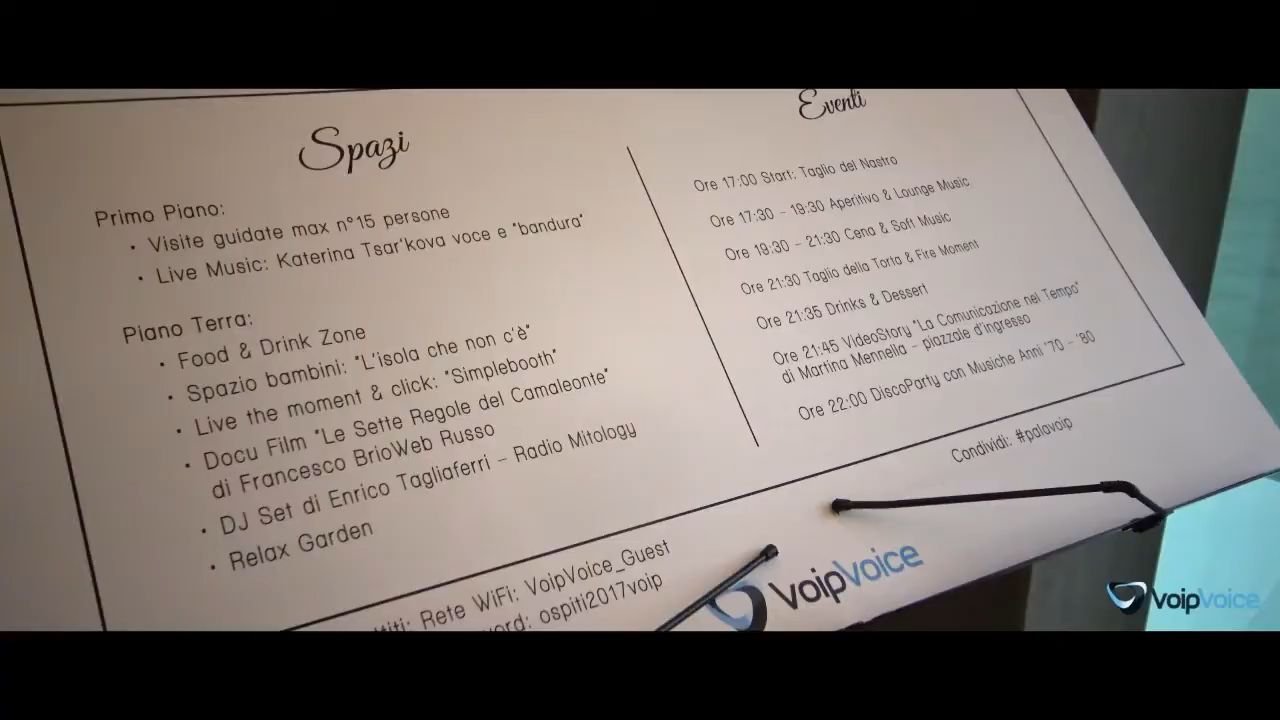 Spazi
Primo Piano:
• Visite guidate max n°15 persone
• Live Music: Katerina Tsar'kova voce e "bandura"
Piano Terra:
• Food & Drink Zone
• Spazio bambini: "L'isola che non c'è"
• Live the moment & click: "Simplebooth"
• Docu Film "Le Sette Regole del Camaleonte"
di Francesco BrioWeb Russo
• DJ Set di Enrico Tagliaferri - Radio Mitology
• Relax Garden
Eventi
Ore 17:00 Start: Taglio del Nastro
Ore 17:30 - 19:30 Aperitivo & Lounge Music
Ore 19:30 - 21:30 Cena & Soft Music
Ore 21:30 Taglio della Torta & Fire Moment
Ore 21:35 Drinks & Dessert
Ore 21:45 VideoStory "La Comunicazione nel Tempo"
di Martina Mennella - piazzale d'ingresso
Ore 22:00 DiscoParty con Musiche Anni '70 - '80
Condividi: #palavoip
Rete WiFi: VoipVoice_Guest
ospiti2017voip
VoipVoice
VoipVoice